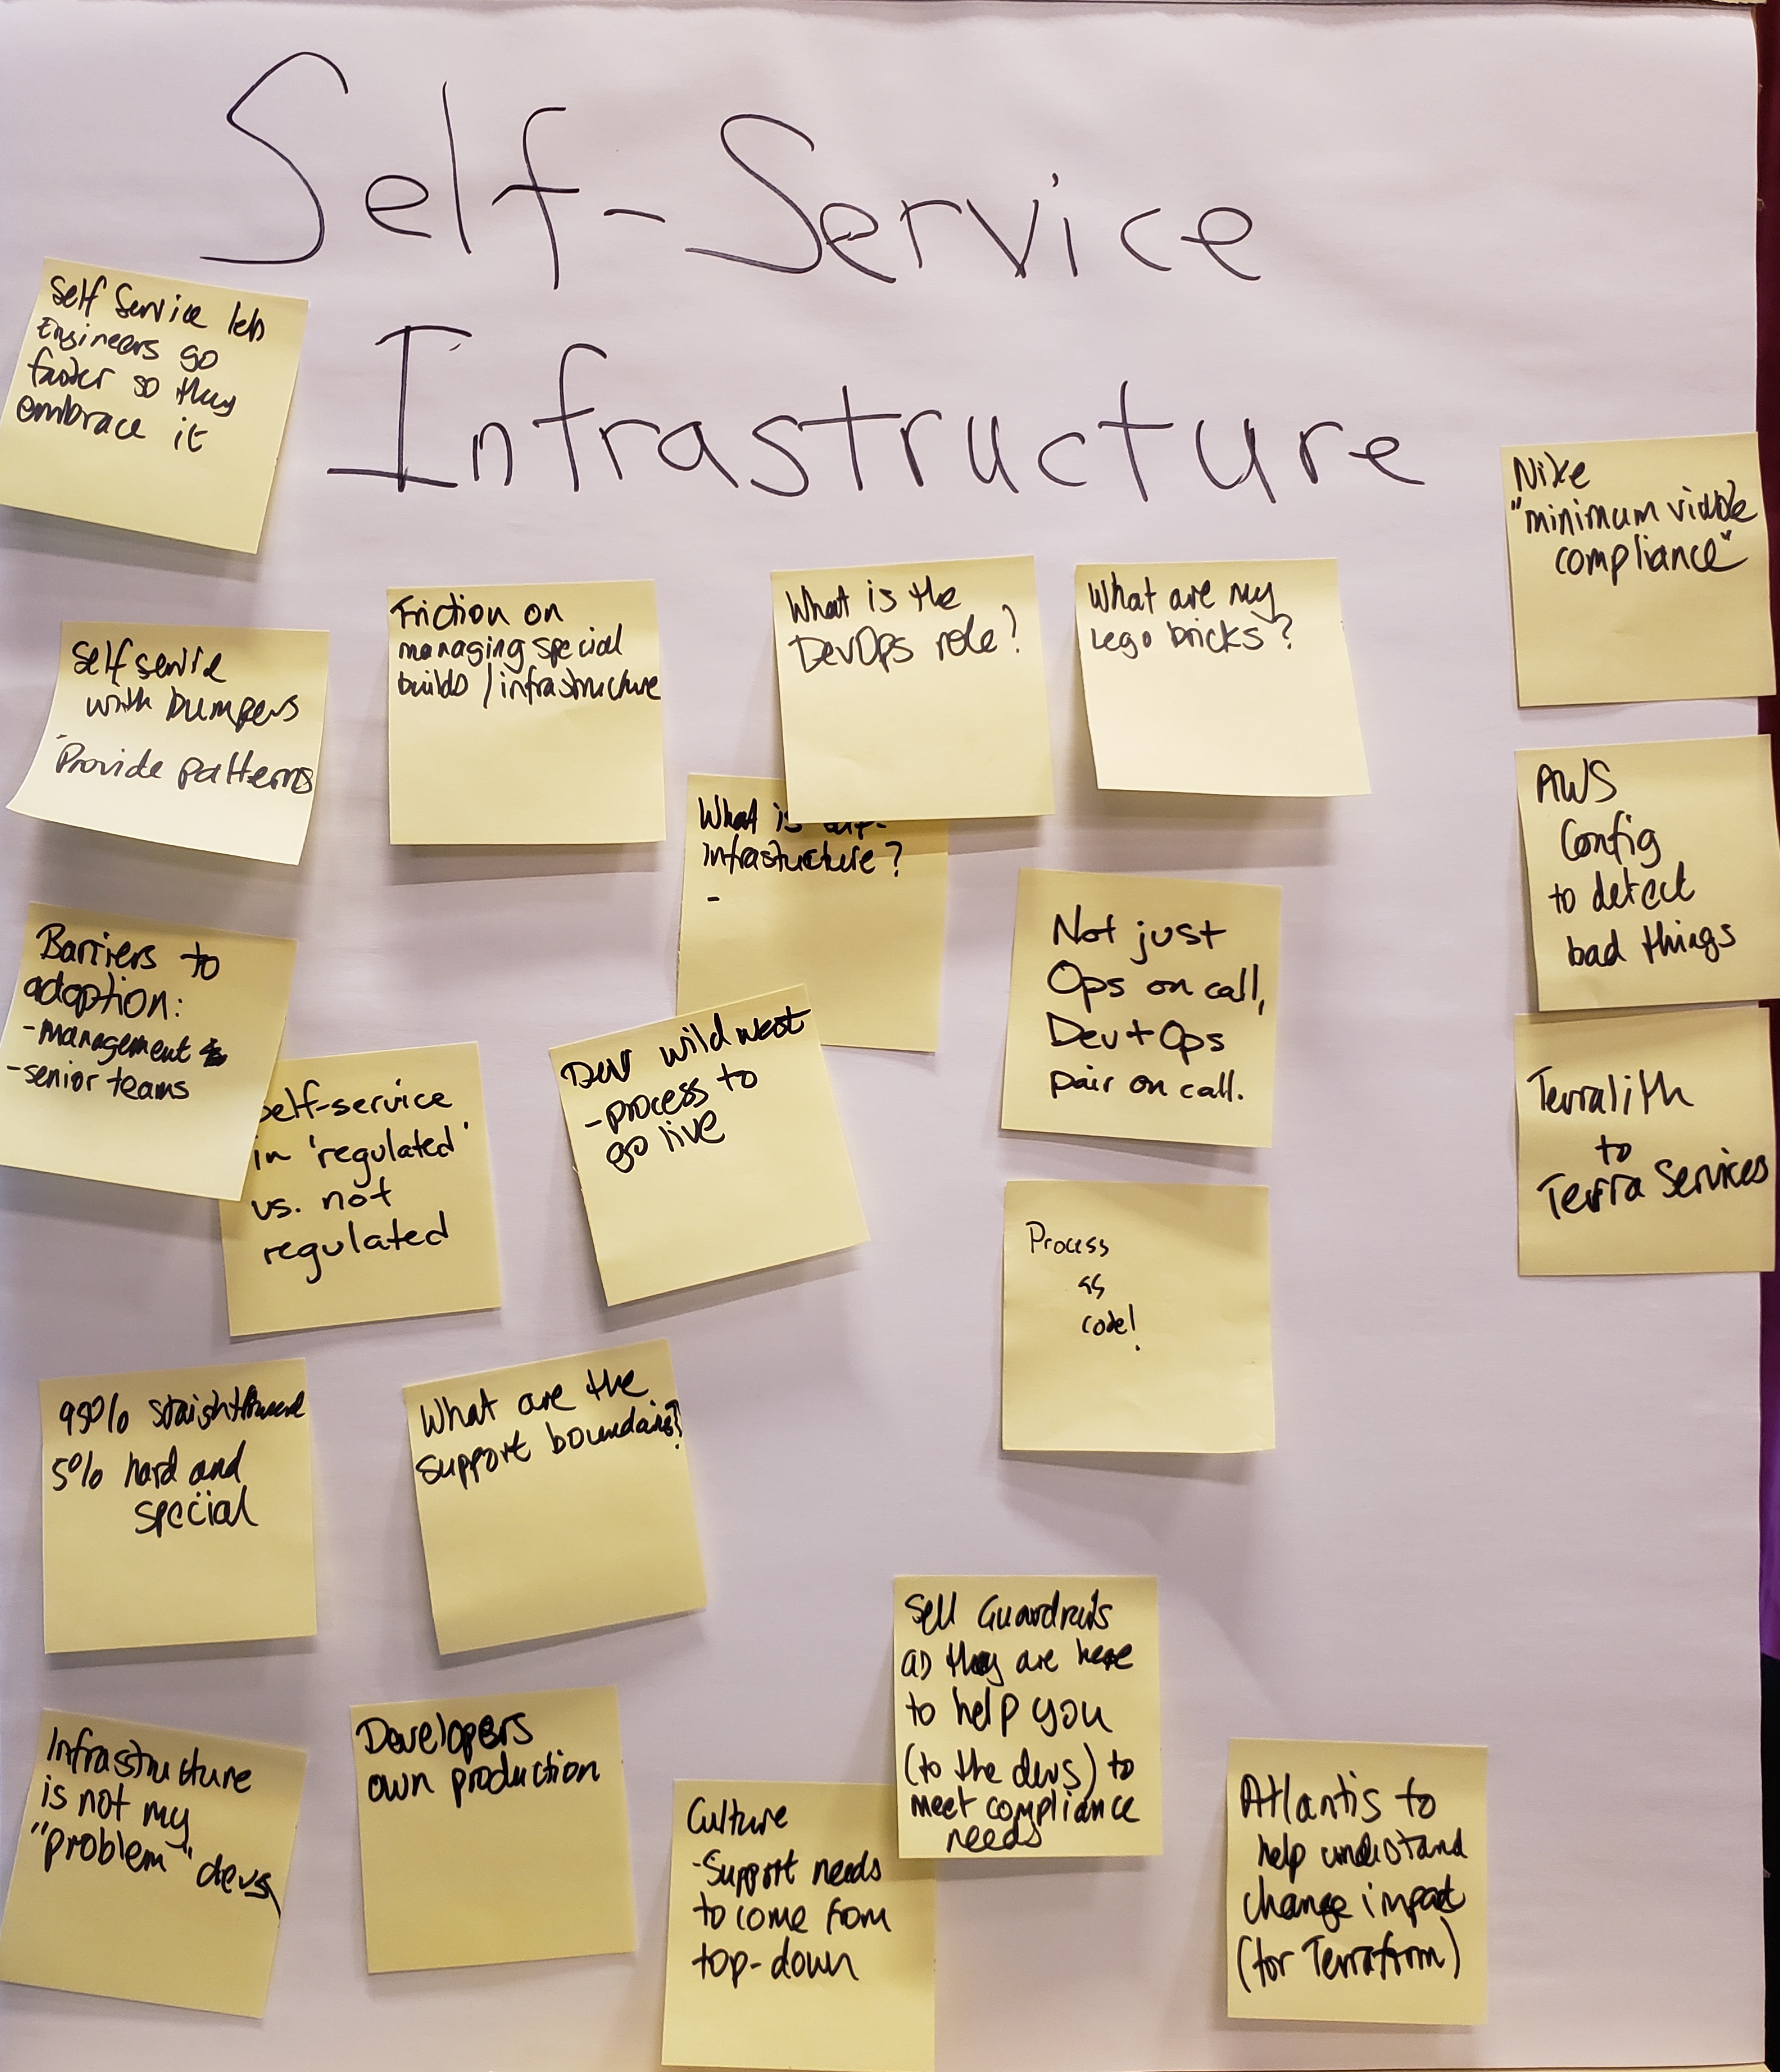 Self-Service
Infrastructure
Self Service lets
Engineers go
faster so they
embrace it
Nike
"minimum viable
compliance"
Self service
with bumpers
Provide patterns
Friction on
managing special
builds / infrastructure
What is the
DevOps role?
What are my
Lego bricks?
AWS
Config
to detect
bad things
What is
infrastucture?
-
Not just
Ops on call,
Dev + Ops
pair on call.
Barriers to
adoption:
- management
- senior teams
Self-service
in 'regulated'
vs. not
regulated
Dev wild west
- process to
go live
Terralith
to
Terra Services
Process
as
code!
95% straightforward
5% hard and
special
What are the
support boundaries?
Infrastructure
is not my
"problem" devs
Developers
own production
Culture
- Support needs
to come from
top-down
Sell Guardrails
as they are here
to help you
(to the devs) to
meet compliance
needs
Atlantis to
help understand
change impact
(for Terraform)